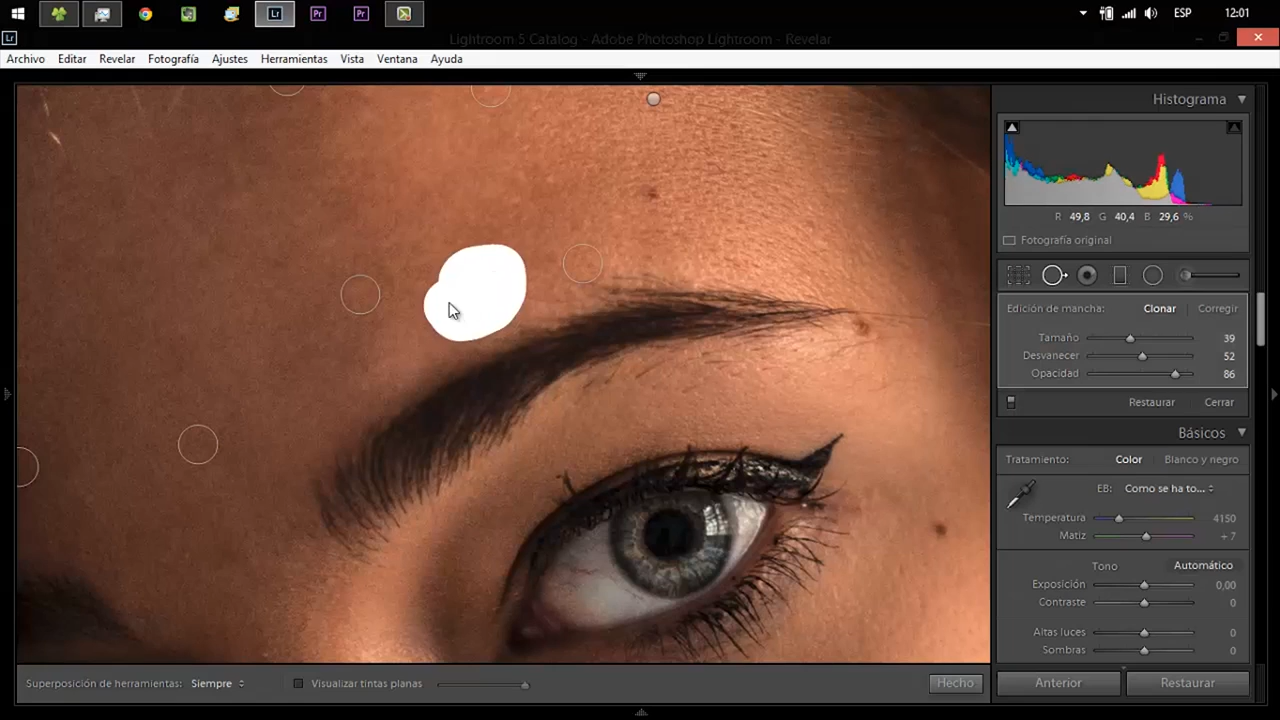 Lr Pr Pr ESP 12:01
Lr Lightroom 5 Catalog - Adobe Photoshop Lightroom - Revelar
Archivo Editar Revelar Fotografía Ajustes Herramientas Vista Ventana Ayuda
Histograma
R 49,8 G 40,4 B 29,6 %
Fotografía original
Edición de mancha: Clonar Corregir
Tamaño 39
Desvanecer 52
Opacidad 86
Restaurar Cerrar
Básicos
Tratamiento: Color Blanco y negro
EB: Como se ha to...
Temperatura 4150
Matiz + 7
Tono Automático
Exposición 0,00
Contraste 0
Altas luces 0
Sombras 0
Superposición de herramientas: Siempre Visualizar tintas planas Hecho Anterior Restaurar